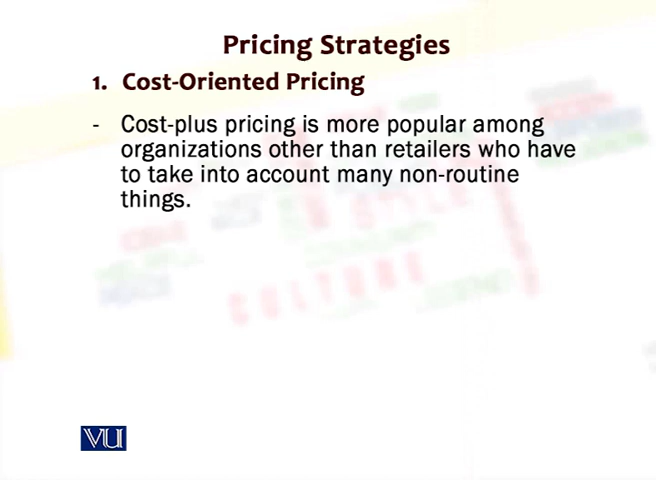 Pricing Strategies
1. Cost-Oriented Pricing
- Cost-plus pricing is more popular among
organizations other than retailers who have
to take into account many non-routine
things.
CULTURE
VU